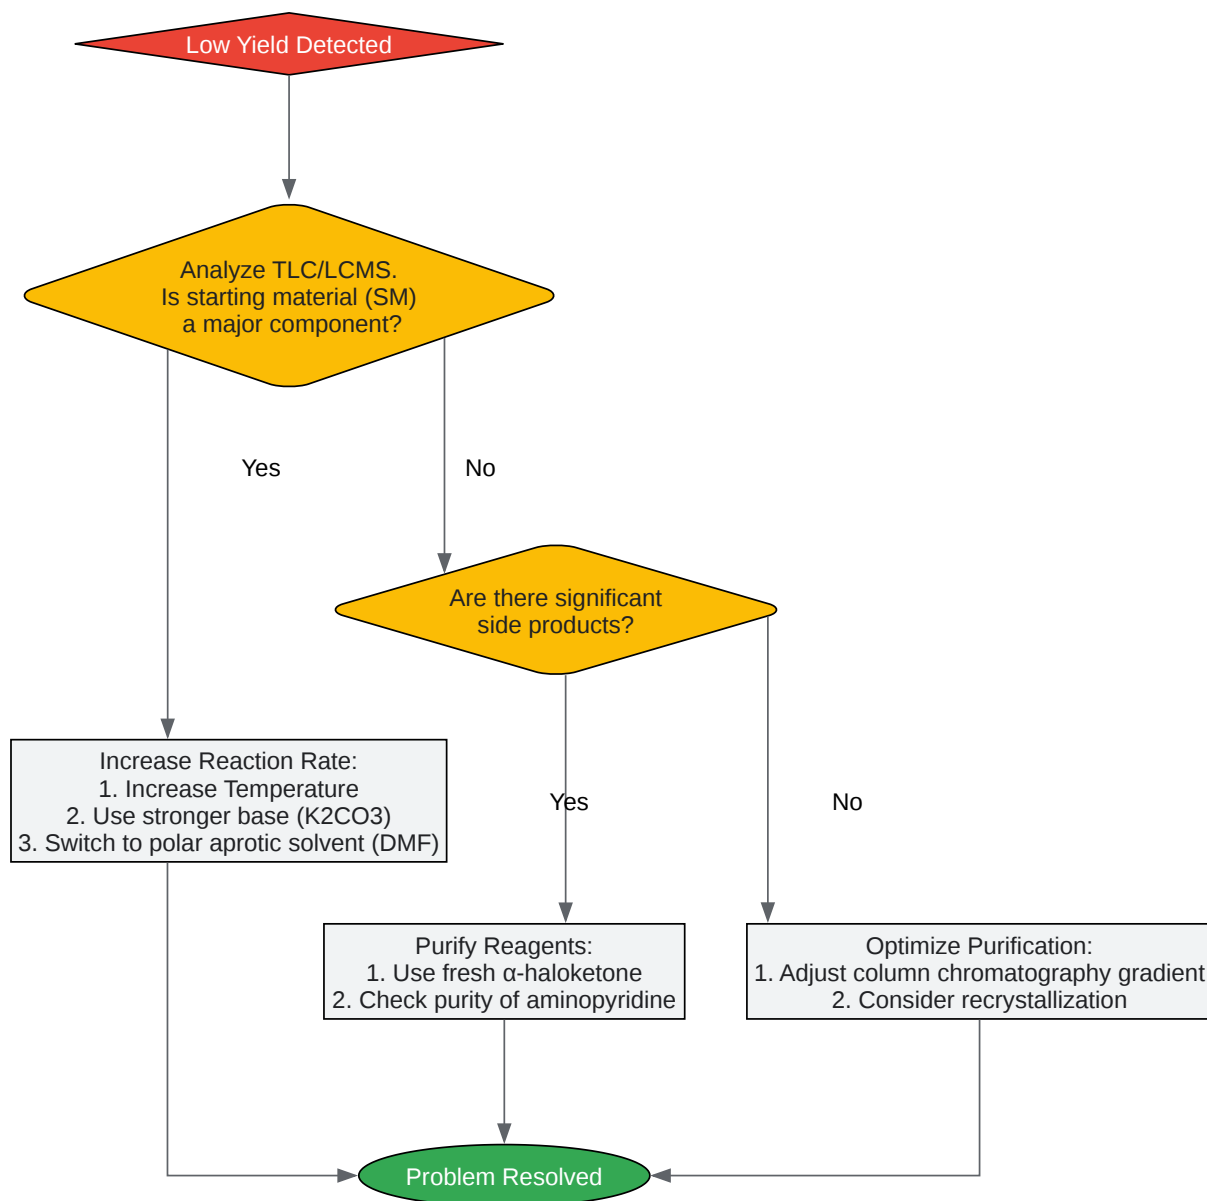 Low Yield Detected
Analyze TLC/LCMS.
Is starting material (SM)
a major component?
Yes
No
Are there significant
side products?
Increase Reaction Rate:
1. Increase Temperature
2. Use stronger base (K2CO3)
3. Switch to polar aprotic solvent (DMF)
Yes
No
Purify Reagents:
1. Use fresh α-haloketone
2. Check purity of aminopyridine
Optimize Purification:
1. Adjust column chromatography gradient
2. Consider recrystallization
Problem Resolved